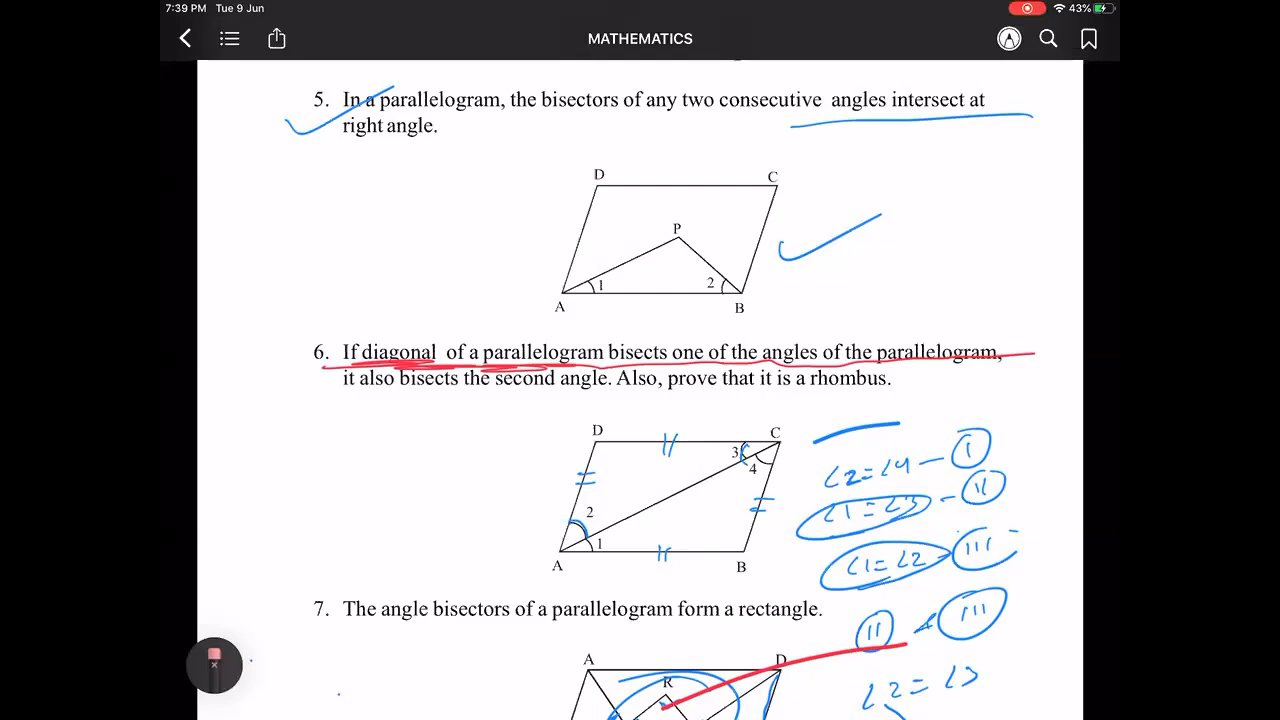 7:39 PM Tue 9 Jun
43%
MATHEMATICS
5. In a parallelogram, the bisectors of any two consecutive angles intersect at
right angle.
D C
P
1 2
A B
6. If diagonal of a parallelogram bisects one of the angles of the parallelogram,
it also bisects the second angle. Also, prove that it is a rhombus.
D C
3
4
2
1
A B
∠2=∠4 – I
∠1=∠3 – II
∠1=∠2 III
II III
∠2=∠3
7. The angle bisectors of a parallelogram form a rectangle.
A D
R